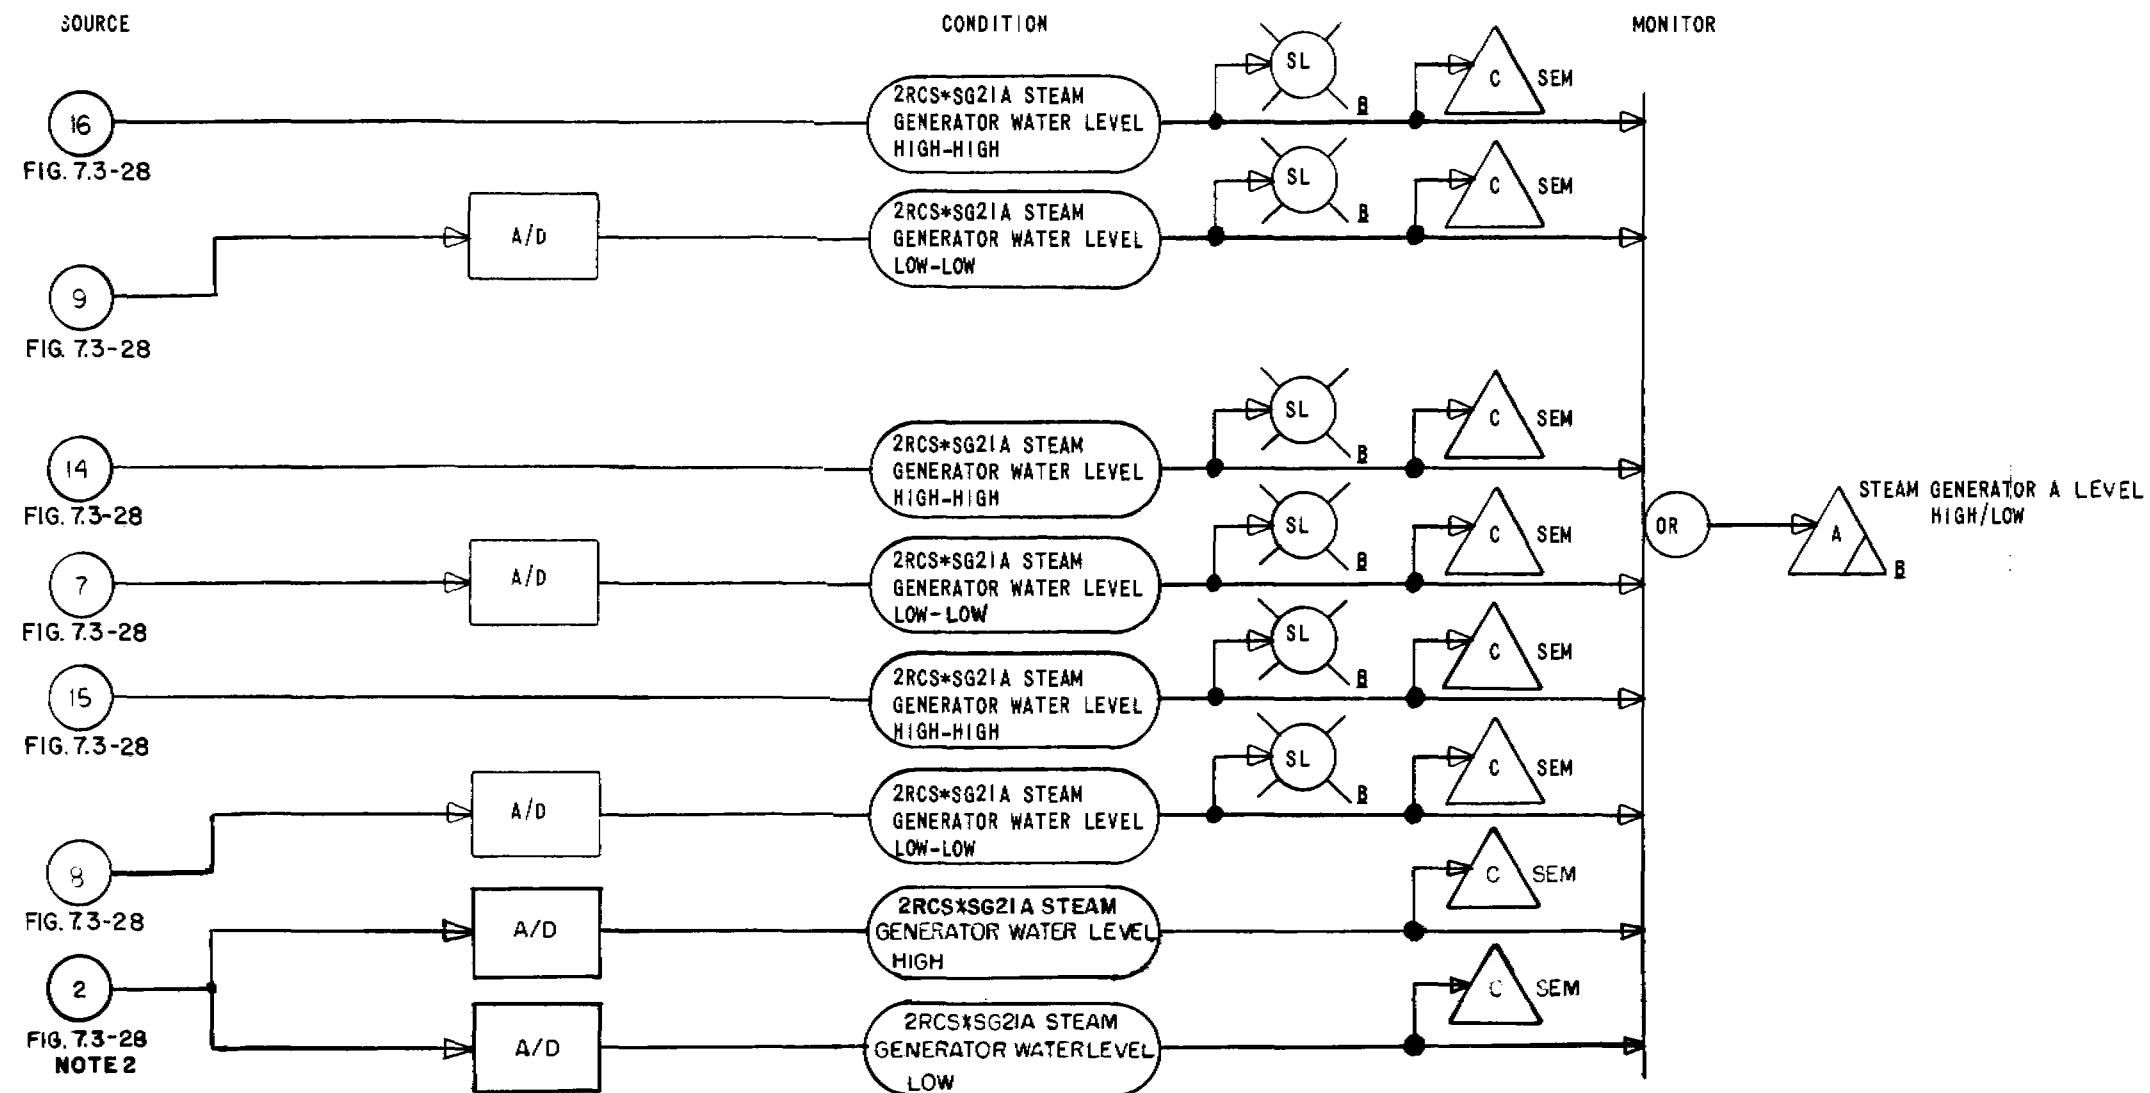 SOURCE CONDITION MONITOR
16
FIG. 7.3-28
2RCS*SG21A STEAM
GENERATOR WATER LEVEL
HIGH-HIGH
SL
B
C
SEM
9
FIG. 7.3-28
A/D
2RCS*SG21A STEAM
GENERATOR WATER LEVEL
LOW-LOW
SL
B
C
SEM
14
FIG. 7.3-28
2RCS*SG21A STEAM
GENERATOR WATER LEVEL
HIGH-HIGH
SL
B
C
SEM
7
FIG. 7.3-28
A/D
2RCS*SG21A STEAM
GENERATOR WATER LEVEL
LOW-LOW
SL
B
C
SEM
OR
A
B
STEAM GENERATOR A LEVEL
HIGH/LOW
15
FIG. 7.3-28
2RCS*SG21A STEAM
GENERATOR WATER LEVEL
HIGH-HIGH
SL
B
C
SEM
8
FIG. 7.3-28
A/D
2RCS*SG21A STEAM
GENERATOR WATER LEVEL
LOW-LOW
SL
B
C
SEM
2
FIG. 7.3-28
NOTE 2
A/D
2RCS*SG21A STEAM
GENERATOR WATER LEVEL
HIGH
C
SEM
A/D
2RCS*SG21A STEAM
GENERATOR WATER LEVEL
LOW
C
SEM